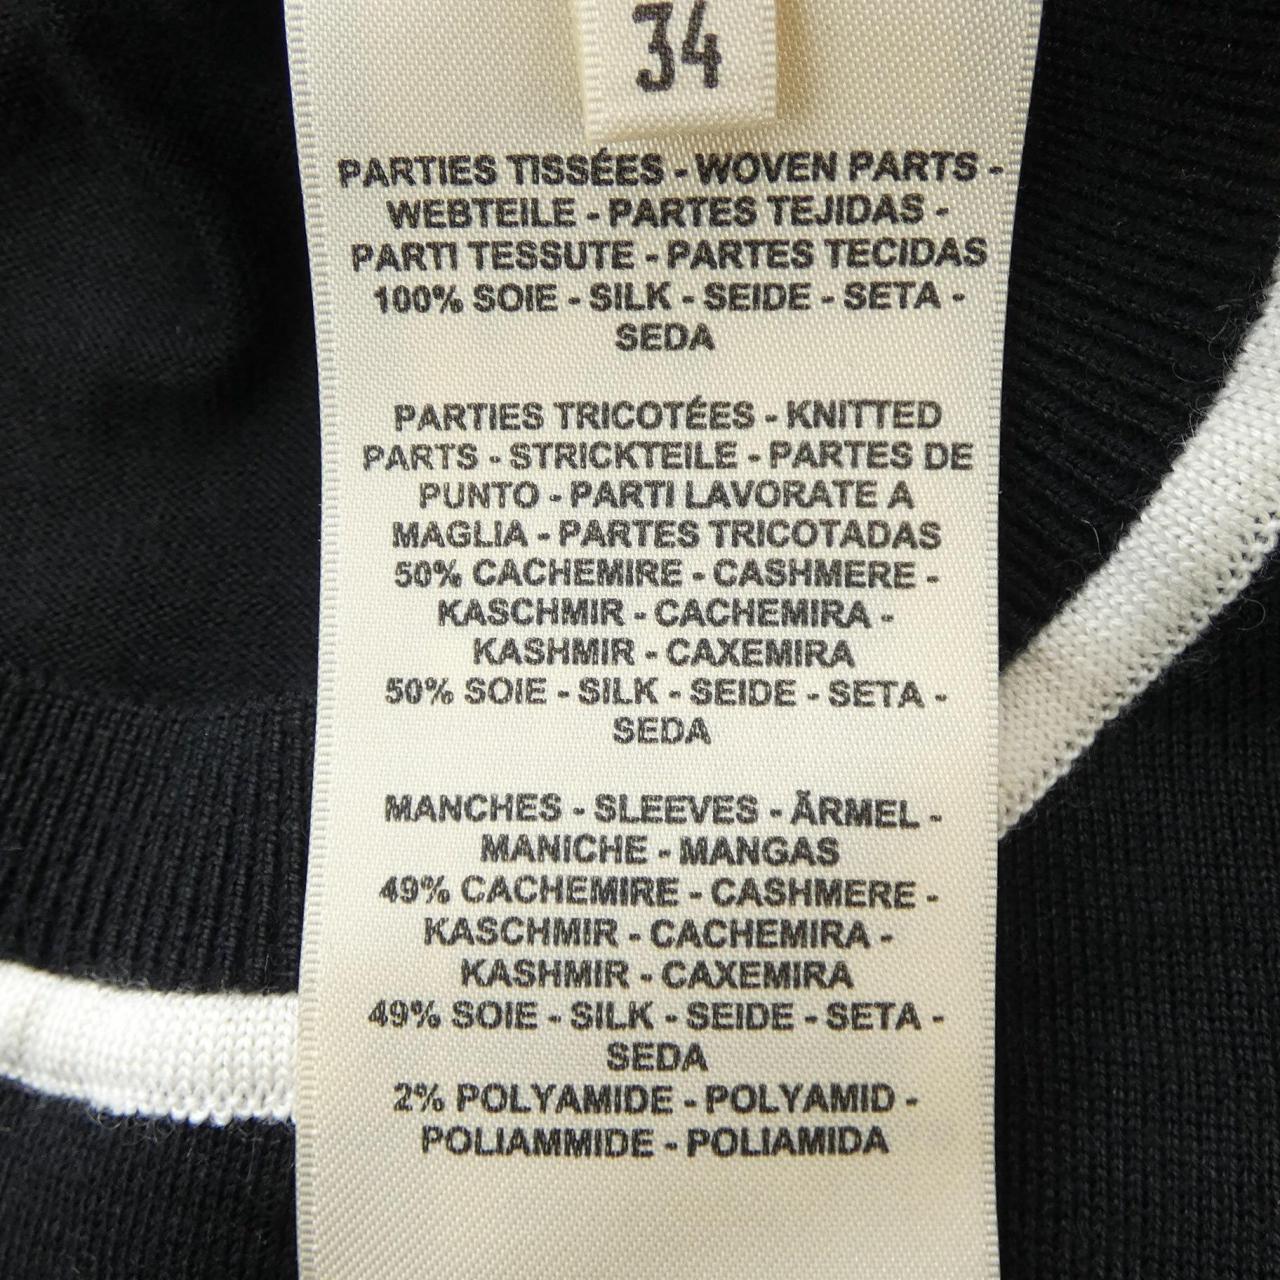 34
PARTIES TISSÉES - WOVEN PARTS -
WEBTEILE - PARTES TEJIDAS -
PARTI TESSUTE - PARTES TECIDAS
100% SOIE - SILK - SEIDE - SETA -
SEDA
PARTIES TRICOTÉES - KNITTED
PARTS - STRICKTEILE - PARTES DE
PUNTO - PARTI LAVORATE A
MAGLIA - PARTES TRICOTADAS
50% CACHEMIRE - CASHMERE -
KASCHMIR - CACHEMIRA -
KASHMIR - CAXEMIRA
50% SOIE - SILK - SEIDE - SETA -
SEDA
MANCHES - SLEEVES - ÃRMEL -
MANICHE - MANGAS
49% CACHEMIRE - CASHMERE -
KASCHMIR - CACHEMIRA -
KASHMIR - CAXEMIRA
49% SOIE - SILK - SEIDE - SETA -
SEDA
2% POLYAMIDE - POLYAMID -
POLIAMMIDE - POLIAMIDA